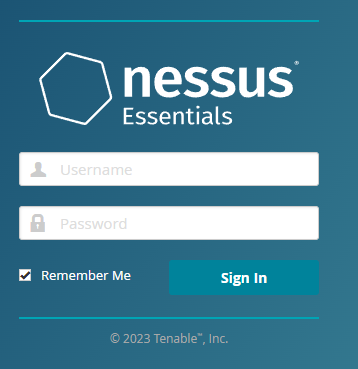 nessus®
Essentials
Username
Password
Remember Me
Sign In
© 2023 Tenable™, Inc.